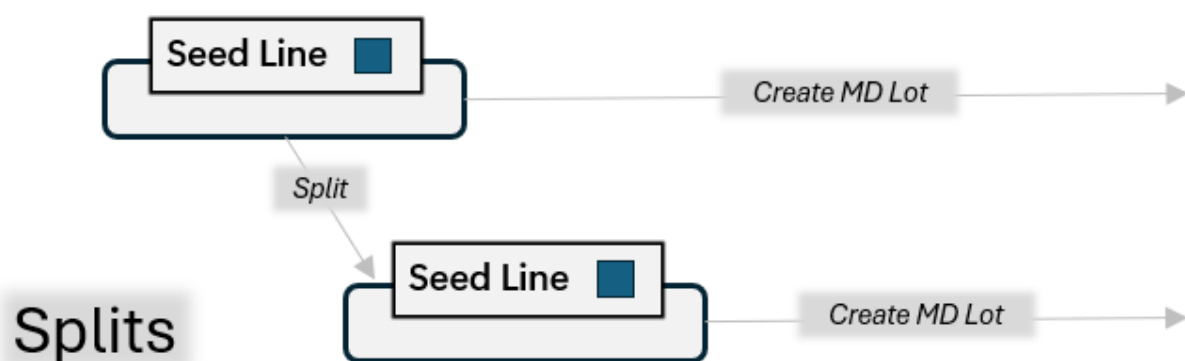 Seed Line
Create MD Lot
Split
Seed Line
Create MD Lot
Splits